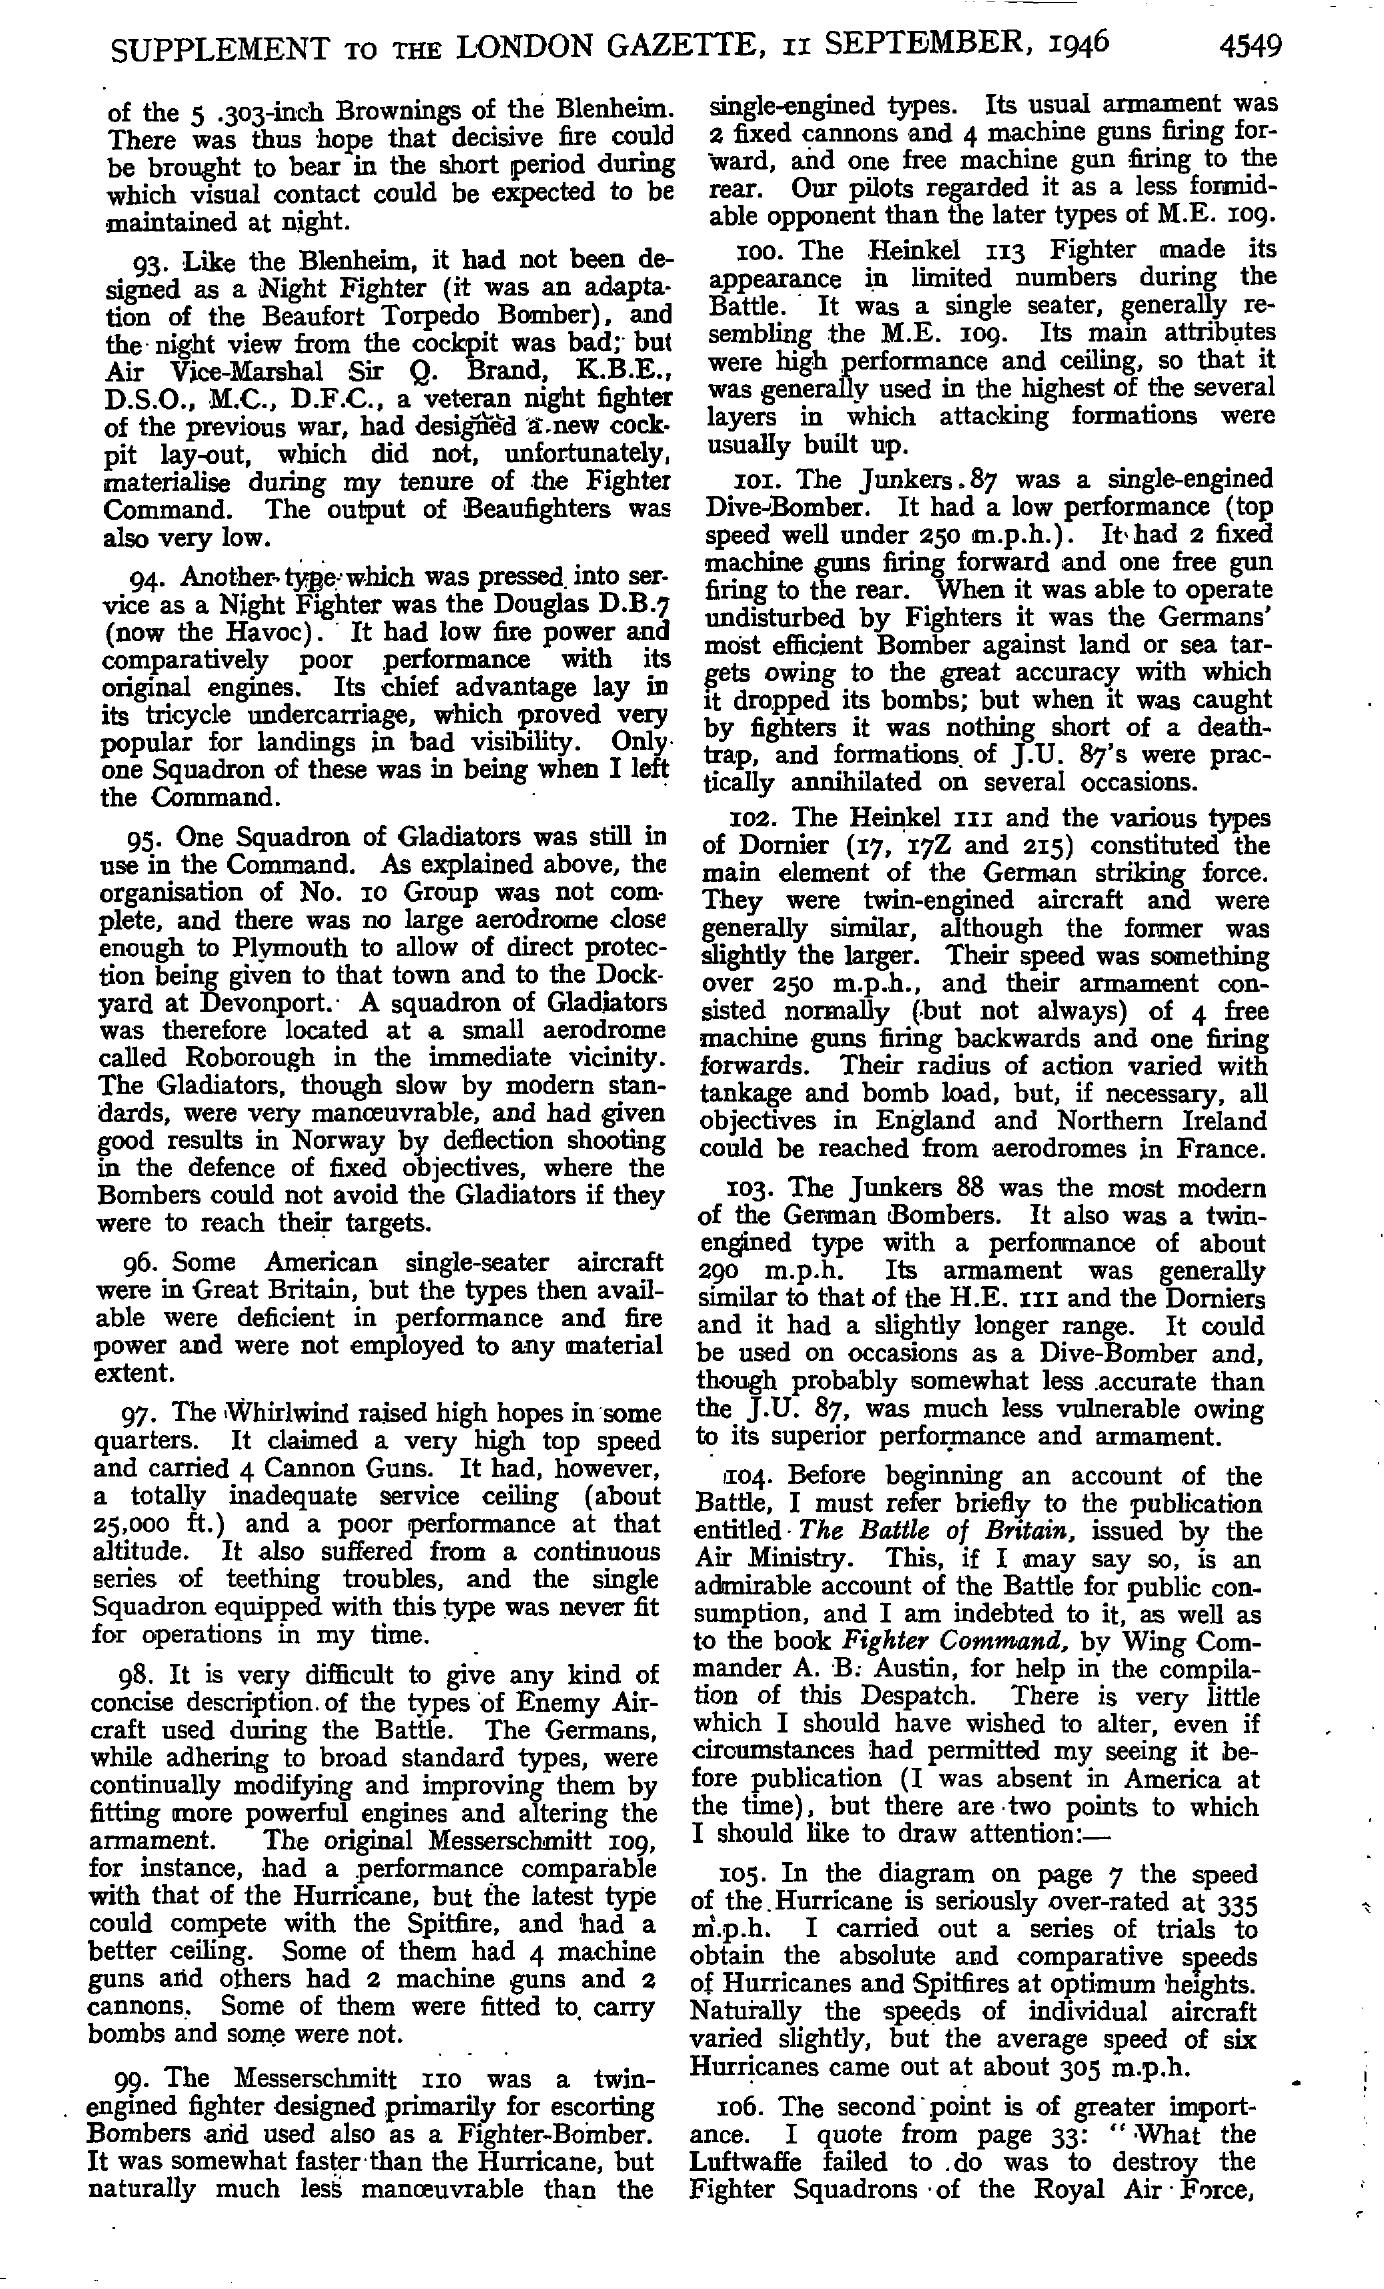 SUPPLEMENT TO THE LONDON GAZETTE, 11 SEPTEMBER, 1946 4549
of the 5 .303-inch Brownings of the Blenheim.
There was thus hope that decisive fire could
be brought to bear in the short period during
which visual contact could be expected to be
maintained at night.
93. Like the Blenheim, it had not been de-
signed as a Night Fighter (it was an adapta-
tion of the Beaufort Torpedo Bomber), and
the night view from the cockpit was bad; but
Air Vice-Marshal Sir Q. Brand, K.B.E.,
D.S.O., M.C., D.F.C., a veteran night fighter
of the previous war, had designed a new cock-
pit lay-out, which did not, unfortunately,
materialise during my tenure of the Fighter
Command. The output of Beaufighters was
also very low.
94. Another type which was pressed into ser-
vice as a Night Fighter was the Douglas D.B.7
(now the Havoc). It had low fire power and
comparatively poor performance with its
original engines. Its chief advantage lay in
its tricycle undercarriage, which proved very
popular for landings in bad visibility. Only
one Squadron of these was in being when I left
the Command.
95. One Squadron of Gladiators was still in
use in the Command. As explained above, the
organisation of No. 10 Group was not com-
plete, and there was no large aerodrome close
enough to Plymouth to allow of direct protec-
tion being given to that town and to the Dock-
yard at Devonport. A squadron of Gladiators
was therefore located at a small aerodrome
called Roborough in the immediate vicinity.
The Gladiators, though slow by modern stan-
dards, were very manœuvrable, and had given
good results in Norway by deflection shooting
in the defence of fixed objectives, where the
Bombers could not avoid the Gladiators if they
were to reach their targets.
96. Some American single-seater aircraft
were in Great Britain, but the types then avail-
able were deficient in performance and fire
power and were not employed to any material
extent.
97. The Whirlwind raised high hopes in some
quarters. It claimed a very high top speed
and carried 4 Cannon Guns. It had, however,
a totally inadequate service ceiling (about
25,000 ft.) and a poor performance at that
altitude. It also suffered from a continuous
series of teething troubles, and the single
Squadron equipped with this type was never fit
for operations in my time.
98. It is very difficult to give any kind of
concise description of the types of Enemy Air-
craft used during the Battle. The Germans,
while adhering to broad standard types, were
continually modifying and improving them by
fitting more powerful engines and altering the
armament. The original Messerschmitt 109,
for instance, had a performance comparable
with that of the Hurricane, but the latest type
could compete with the Spitfire, and had a
better ceiling. Some of them had 4 machine
guns and others had 2 machine guns and 2
cannons. Some of them were fitted to carry
bombs and some were not.
99. The Messerschmitt 110 was a twin-
engined fighter designed primarily for escorting
Bombers and used also as a Fighter-Bomber.
It was somewhat faster than the Hurricane, but
naturally much less manœuvrable than the
single-engined types. Its usual armament was
2 fixed cannons and 4 machine guns firing for-
ward, and one free machine gun firing to the
rear. Our pilots regarded it as a less formid-
able opponent than the later types of M.E. 109.
100. The Heinkel 113 Fighter made its
appearance in limited numbers during the
Battle. It was a single seater, generally re-
sembling the M.E. 109. Its main attributes
were high performance and ceiling, so that it
was generally used in the highest of the several
layers in which attacking formations were
usually built up.
101. The Junkers 87 was a single-engined
Dive-Bomber. It had a low performance (top
speed well under 250 m.p.h.). It had 2 fixed
machine guns firing forward and one free gun
firing to the rear. When it was able to operate
undisturbed by Fighters it was the Germans'
most efficient Bomber against land or sea tar-
gets owing to the great accuracy with which
it dropped its bombs; but when it was caught
by fighters it was nothing short of a death-
trap, and formations of J.U. 87's were prac-
tically annihilated on several occasions.
102. The Heinkel 111 and the various types
of Dornier (17, 17Z and 215) constituted the
main element of the German striking force.
They were twin-engined aircraft and were
generally similar, although the former was
slightly the larger. Their speed was something
over 250 m.p.h., and their armament con-
sisted normally (but not always) of 4 free
machine guns firing backwards and one firing
forwards. Their radius of action varied with
tankage and bomb load, but, if necessary, all
objectives in England and Northern Ireland
could be reached from aerodromes in France.
103. The Junkers 88 was the most modern
of the German Bombers. It also was a twin-
engined type with a performance of about
290 m.p.h. Its armament was generally
similar to that of the H.E. 111 and the Dorniers
and it had a slightly longer range. It could
be used on occasions as a Dive-Bomber and,
though probably somewhat less accurate than
the J.U. 87, was much less vulnerable owing
to its superior performance and armament.
104. Before beginning an account of the
Battle, I must refer briefly to the publication
entitled The Battle of Britain, issued by the
Air Ministry. This, if I may say so, is an
admirable account of the Battle for public con-
sumption, and I am indebted to it, as well as
to the book Fighter Command, by Wing Com-
mander A. B. Austin, for help in the compila-
tion of this Despatch. There is very little
which I should have wished to alter, even if
circumstances had permitted my seeing it be-
fore publication (I was absent in America at
the time), but there are two points to which
I should like to draw attention:—
105. In the diagram on page 7 the speed
of the Hurricane is seriously over-rated at 335
m.p.h. I carried out a series of trials to
obtain the absolute and comparative speeds
of Hurricanes and Spitfires at optimum heights.
Naturally the speeds of individual aircraft
varied slightly, but the average speed of six
Hurricanes came out at about 305 m.p.h.
106. The second point is of greater import-
ance. I quote from page 33: "What the
Luftwaffe failed to do was to destroy the
Fighter Squadrons of the Royal Air Force,